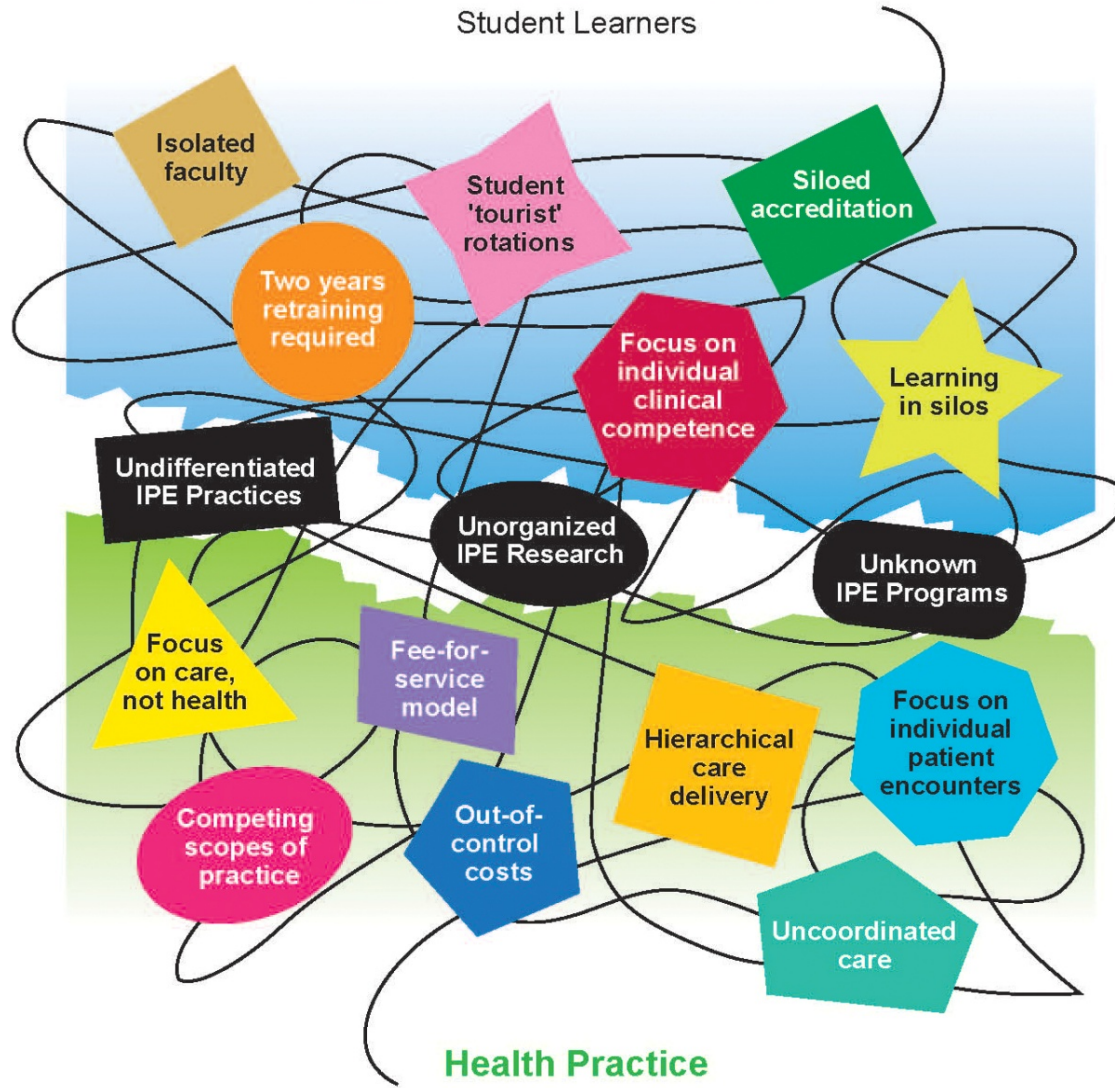 Student Learners
Isolated
faculty
Student
'tourist'
rotations
Siloed
accreditation
Two years
retraining
required
Focus on
individual
clinical
competence
Learning
in silos
Undifferentiated
IPE Practices
Unorganized
IPE Research
Unknown
IPE Programs
Focus
on care,
not health
Fee-for-
service
model
Hierarchical
care
delivery
Focus on
individual
patient
encounters
Competing
scopes of
practice
Out-of-
control
costs
Uncoordinated
care
Health Practice